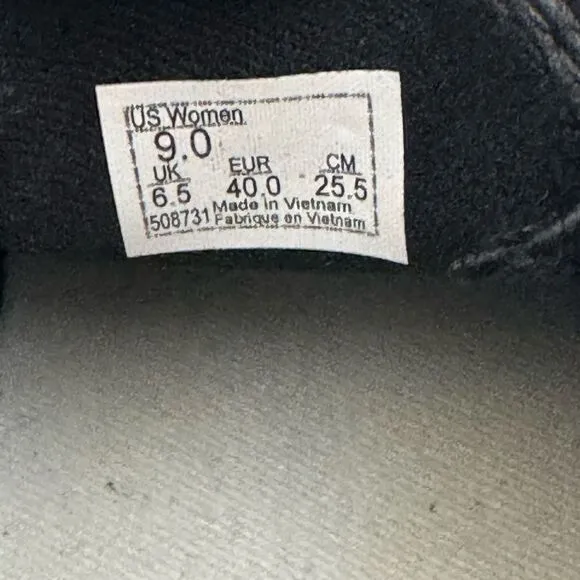 US Women
9.0
UK EUR CM
6.5 40.0 25.5
Made in Vietnam
508731 Fabrique en Vietnam